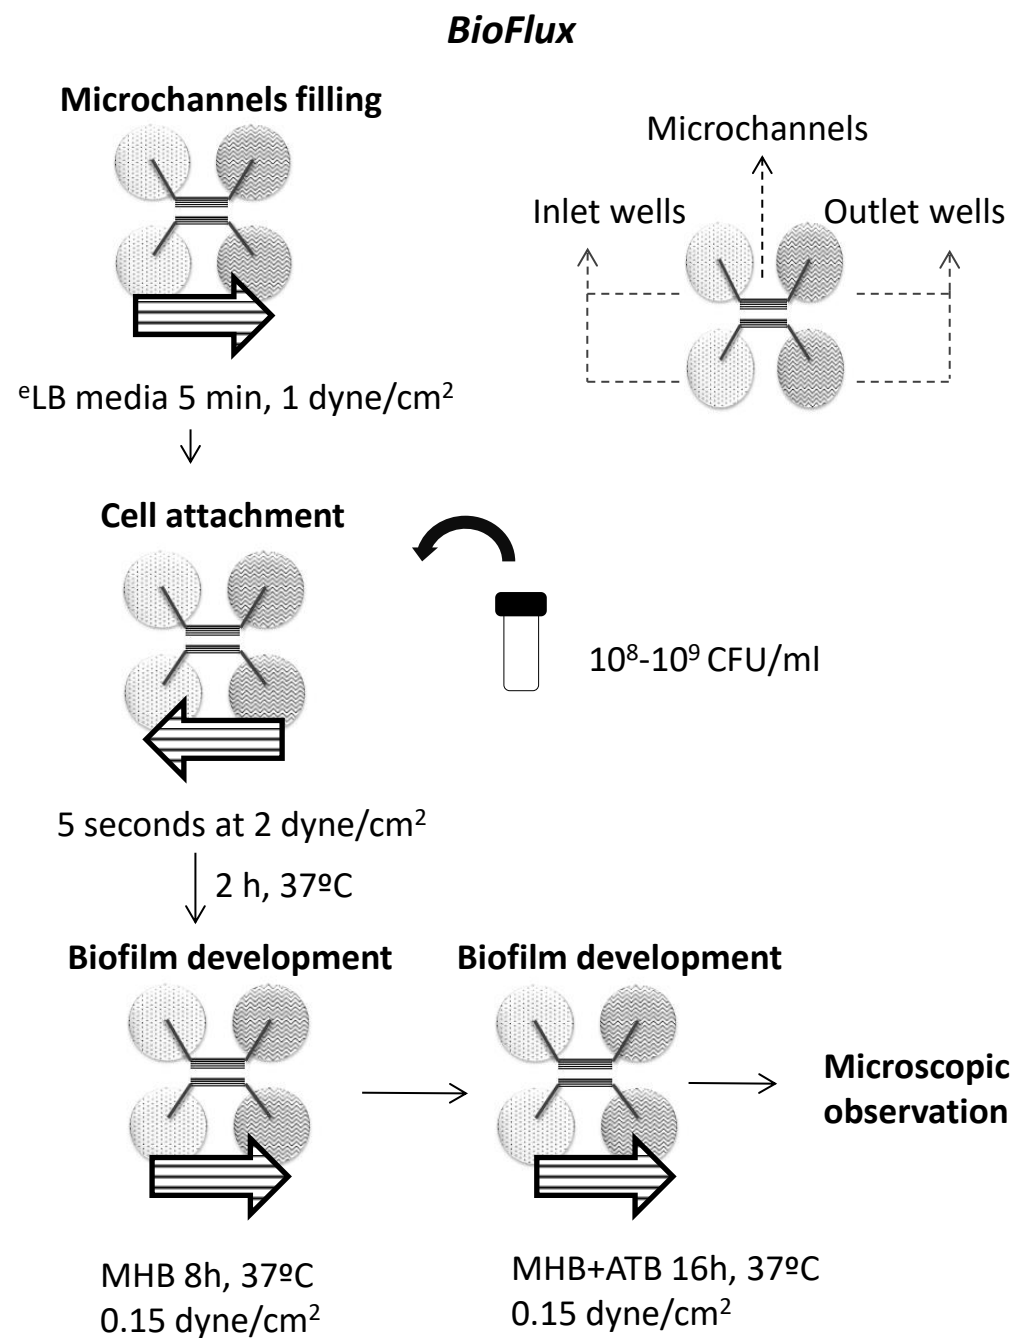 BioFlux
Microchannels filling
Microchannels
Inlet wells
Outlet wells
ᵉLB media 5 min, 1 dyne/cm²
Cell attachment
10⁸-10⁹ CFU/ml
5 seconds at 2 dyne/cm²
2 h, 37ºC
Biofilm development
Biofilm development
Microscopic
observation
MHB 8h, 37ºC
0.15 dyne/cm²
MHB+ATB 16h, 37ºC
0.15 dyne/cm²